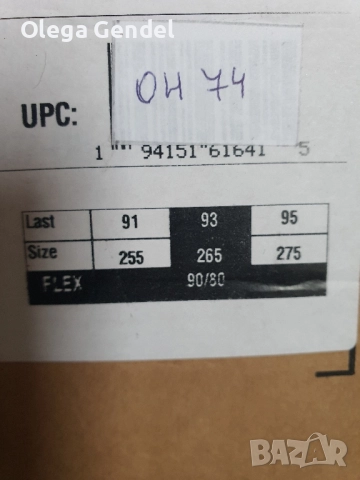 Olega Gendel
UPC:
OH 74
1 94151 61641 5
Last 91 93 95
Size 255 265 275
FLEX 90/80
BAZAR